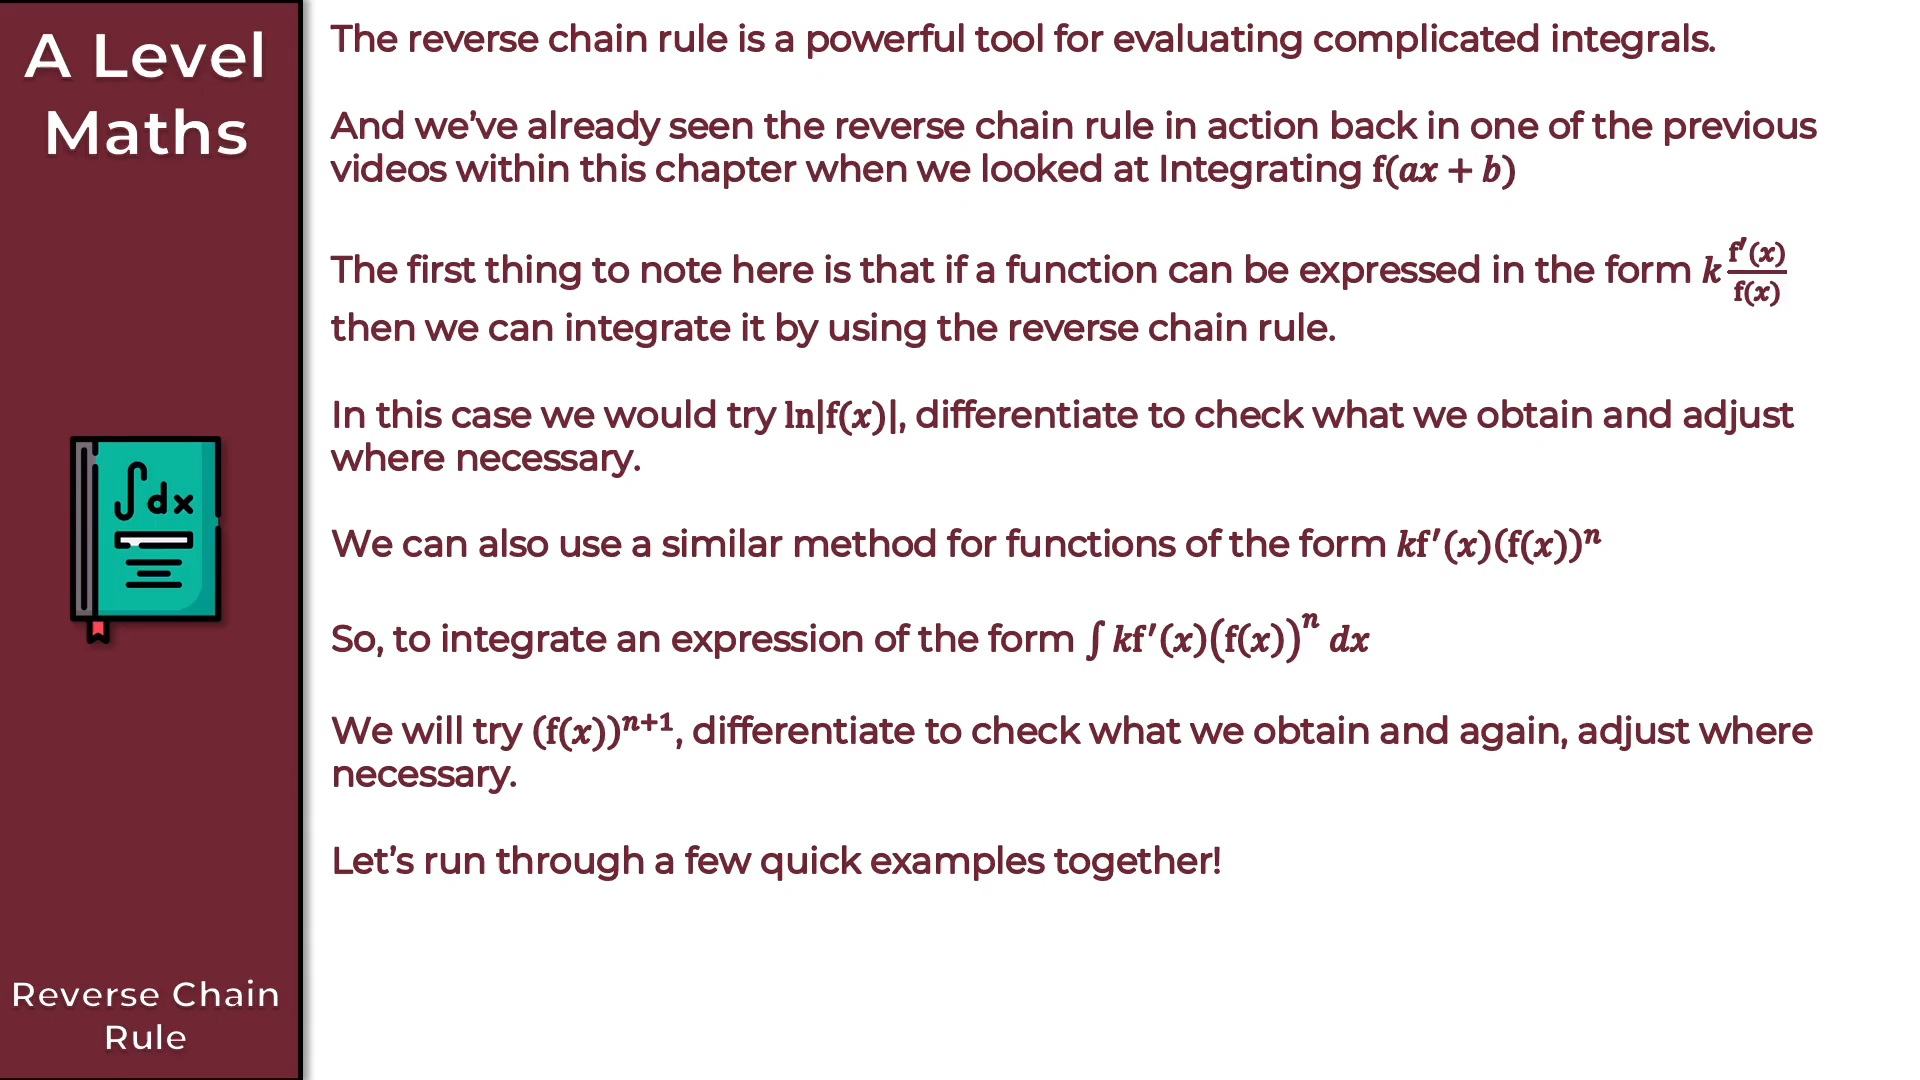 A Level
Maths
∫dx
Reverse Chain
Rule
The reverse chain rule is a powerful tool for evaluating complicated integrals.
And we’ve already seen the reverse chain rule in action back in one of the previous
videos within this chapter when we looked at Integrating f(ax + b)
The first thing to note here is that if a function can be expressed in the form k f′(x)/f(x)
then we can integrate it by using the reverse chain rule.
In this case we would try ln|f(x)|, differentiate to check what we obtain and adjust
where necessary.
We can also use a similar method for functions of the form kf′(x)(f(x))ⁿ
So, to integrate an expression of the form ∫ kf′(x)(f(x))ⁿ dx
We will try (f(x))ⁿ⁺¹, differentiate to check what we obtain and again, adjust where
necessary.
Let’s run through a few quick examples together!